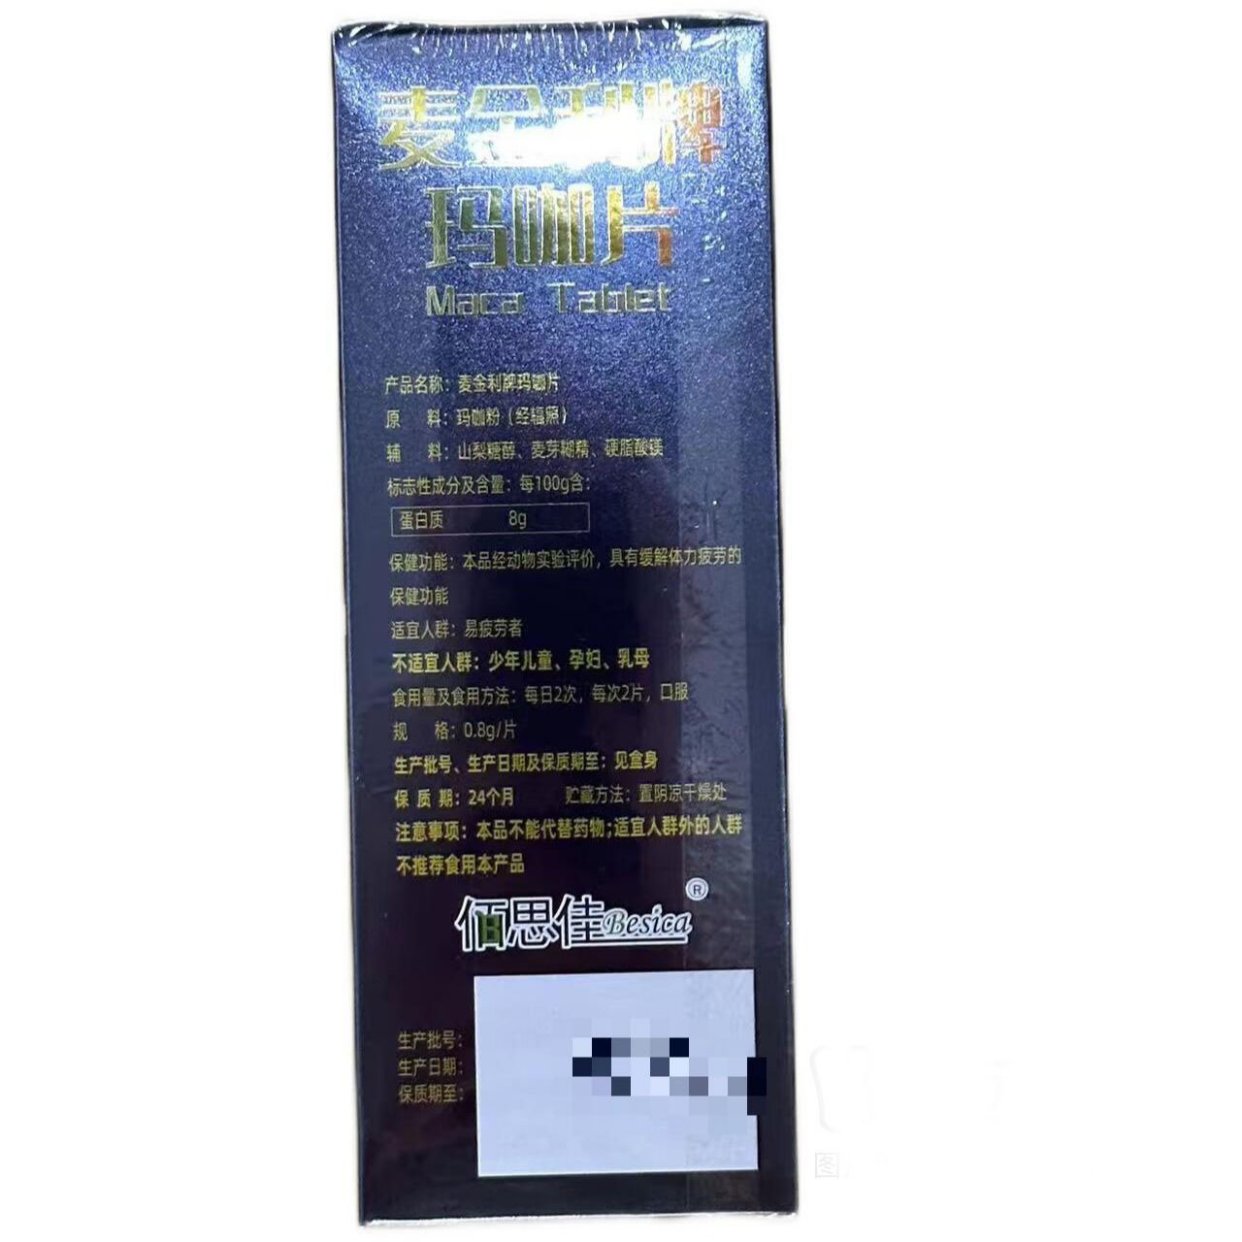 麦金利牌
玛咖片
Maca Tablet
产品名称：麦金利牌玛咖片
原　料：玛咖粉（经辐照）
辅　料：山梨糖醇、麦芽糊精、硬脂酸镁
标志性成分及含量：每100g含：
蛋白质　8g
保健功能：本品经动物实验评价，具有缓解体力疲劳的
保健功能
适宜人群：易疲劳者
不适宜人群：少年儿童、孕妇、乳母
食用量及食用方法：每日2次，每次2片，口服
规　格：0.8g/片
生产批号、生产日期及保质期至：见盒身
保 质 期：24个月　贮藏方法：置阴凉干燥处
注意事项：本品不能代替药物；适宜人群外的人群
不推荐食用本产品
佰思佳Besica®
生产批号：
生产日期：
保质期至：